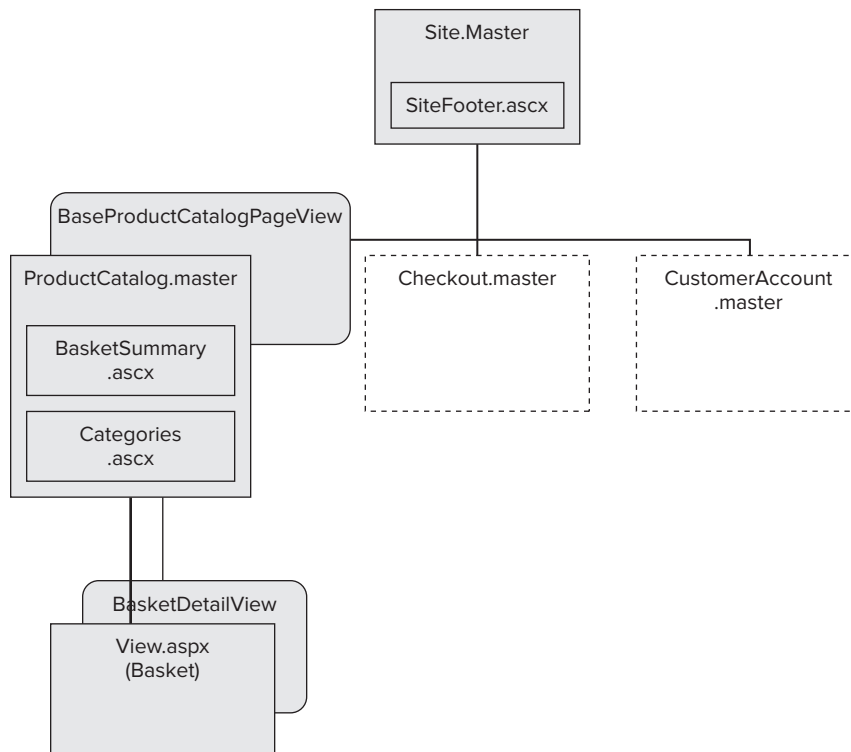 Site.Master
SiteFooter.ascx
BaseProductCatalogPageView
ProductCatalog.master
BasketSummary
.ascx
Categories
.ascx
Checkout.master
CustomerAccount
.master
BasketDetailView
View.aspx
(Basket)